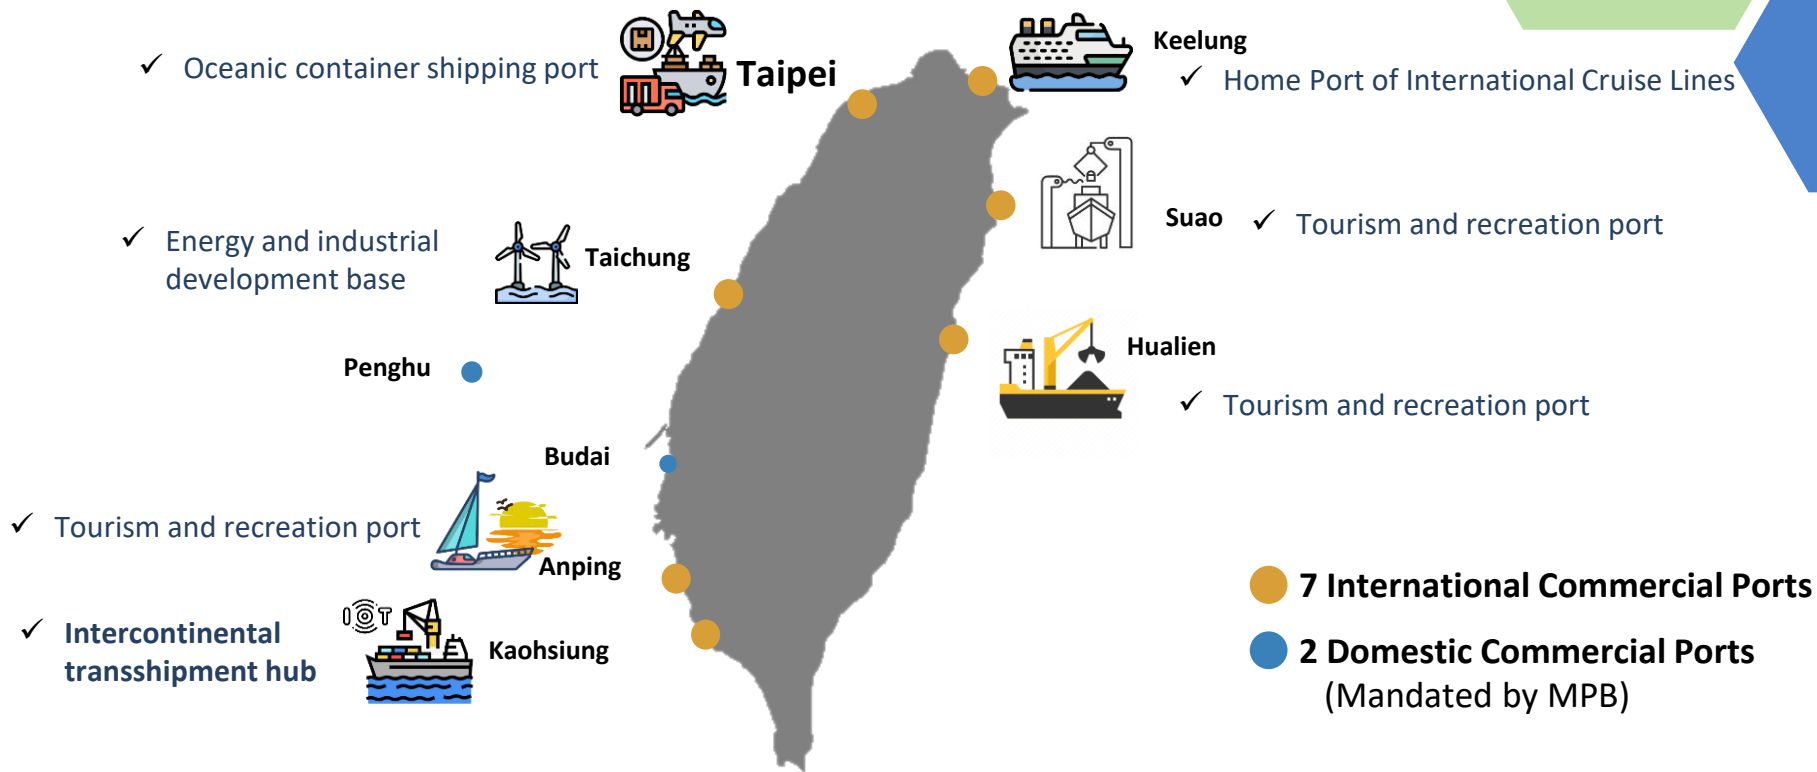 ✓ Oceanic container shipping port
Taipei
Keelung
✓ Home Port of International Cruise Lines
Suao
✓ Tourism and recreation port
✓ Energy and industrial
development base
Taichung
Hualien
✓ Tourism and recreation port
Penghu
Budai
✓ Tourism and recreation port
Anping
✓ Intercontinental
transshipment hub
IOT
Kaohsiung
7 International Commercial Ports
2 Domestic Commercial Ports
(Mandated by MPB)